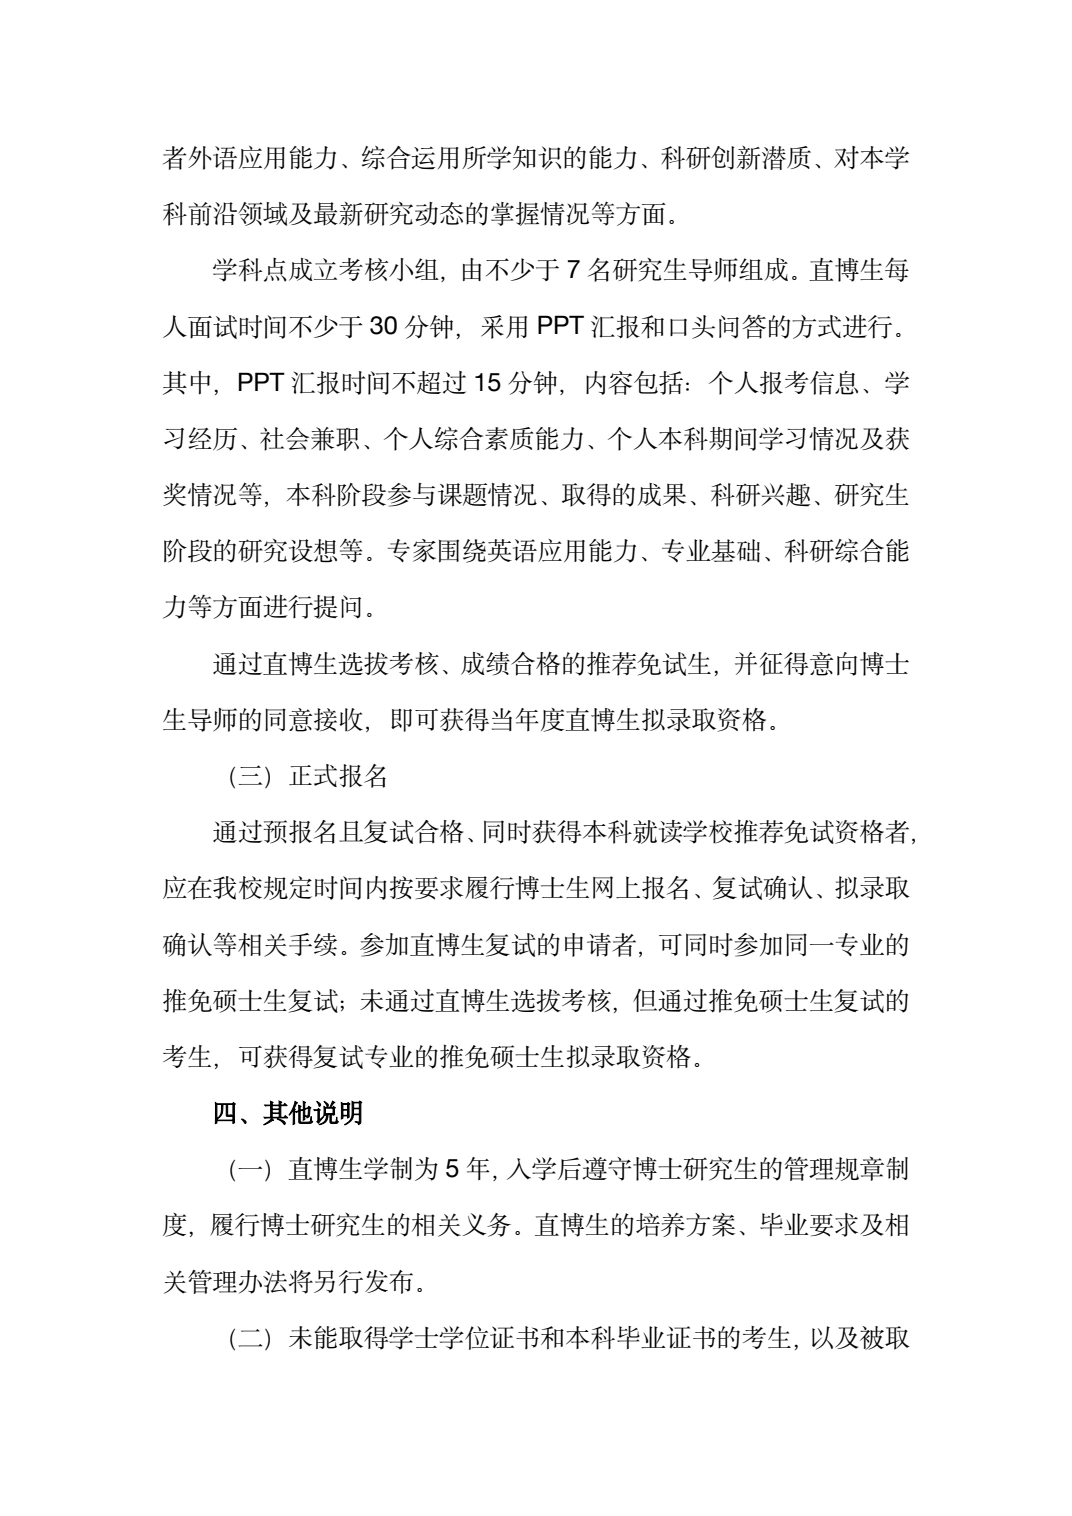 者外语应用能力、综合运用所学知识的能力、科研创新潜质、对本学
科前沿领域及最新研究动态的掌握情况等方面。
学科点成立考核小组，由不少于 7 名研究生导师组成。直博生每
人面试时间不少于 30 分钟，采用 PPT 汇报和口头问答的方式进行。
其中，PPT 汇报时间不超过 15 分钟，内容包括：个人报考信息、学
习经历、社会兼职、个人综合素质能力、个人本科期间学习情况及获
奖情况等，本科阶段参与课题情况、取得的成果、科研兴趣、研究生
阶段的研究设想等。专家围绕英语应用能力、专业基础、科研综合能
力等方面进行提问。
通过直博生选拔考核、成绩合格的推荐免试生，并征得意向博士
生导师的同意接收，即可获得当年度直博生拟录取资格。
（三）正式报名
通过预报名且复试合格、同时获得本科就读学校推荐免试资格者，
应在我校规定时间内按要求履行博士生网上报名、复试确认、拟录取
确认等相关手续。参加直博生复试的申请者，可同时参加同一专业的
推免硕士生复试；未通过直博生选拔考核，但通过推免硕士生复试的
考生，可获得复试专业的推免硕士生拟录取资格。
四、其他说明
（一）直博生学制为 5 年，入学后遵守博士研究生的管理规章制
度，履行博士研究生的相关义务。直博生的培养方案、毕业要求及相
关管理办法将另行发布。
（二）未能取得学士学位证书和本科毕业证书的考生，以及被取